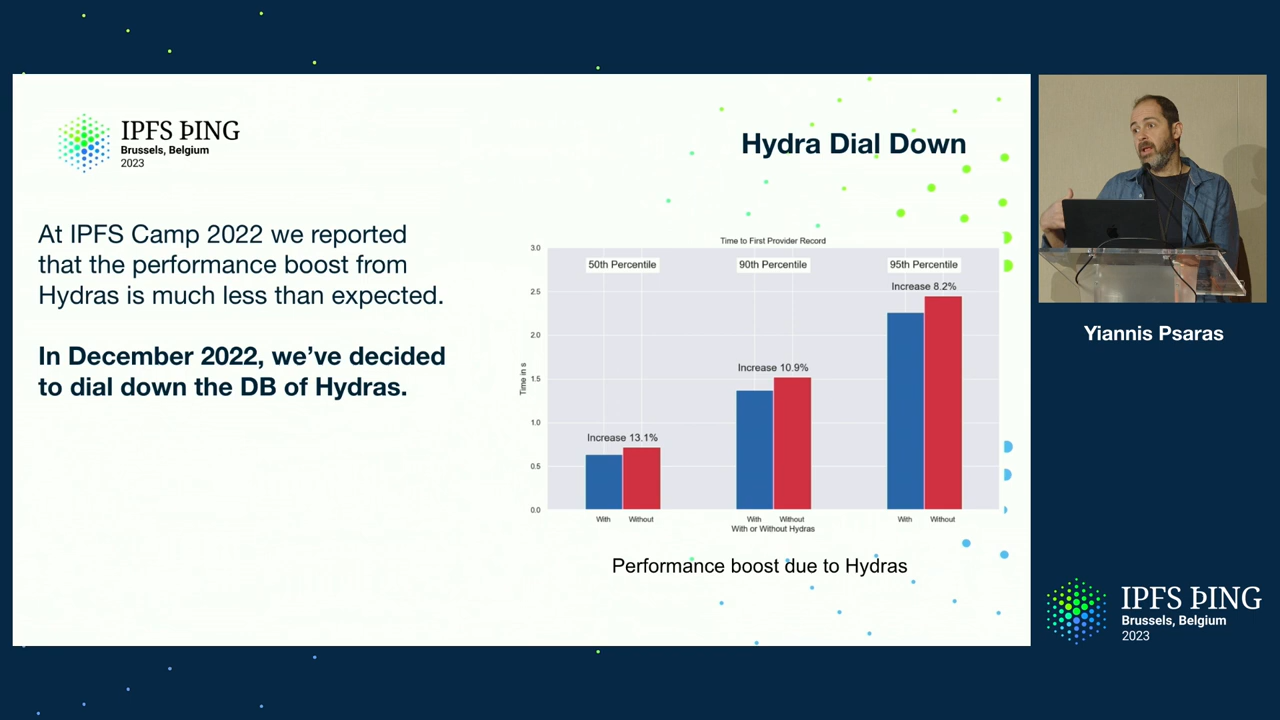 IPFS ÞING
Brussels, Belgium
2023
Hydra Dial Down
At IPFS Camp 2022 we reported
that the performance boost from
Hydras is much less than expected.
In December 2022, we've decided
to dial down the DB of Hydras.
Time to First Provider Record
3.0
2.5
2.0
1.5
1.0
0.5
0.0
Time in s
50th Percentile
90th Percentile
95th Percentile
Increase 13.1%
Increase 10.9%
Increase 8.2%
With Without
With Without
With Without
With or Without Hydras
Performance boost due to Hydras
Yiannis Psaras
IPFS ÞING
Brussels, Belgium
2023